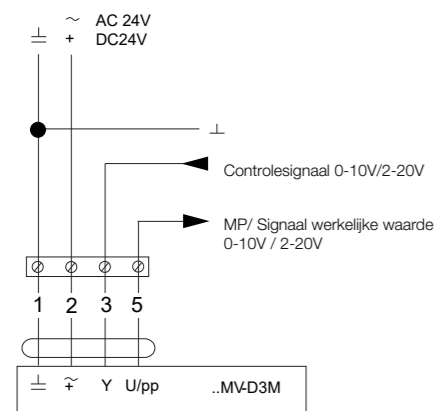 ~ AC 24V
+ DC24V
Controlesignaal 0-10V/2-20V
MP/ Signaal werkelijke waarde
0-10V / 2-20V
1 2 3 5
~
+ Y U/pp ..MV-D3M